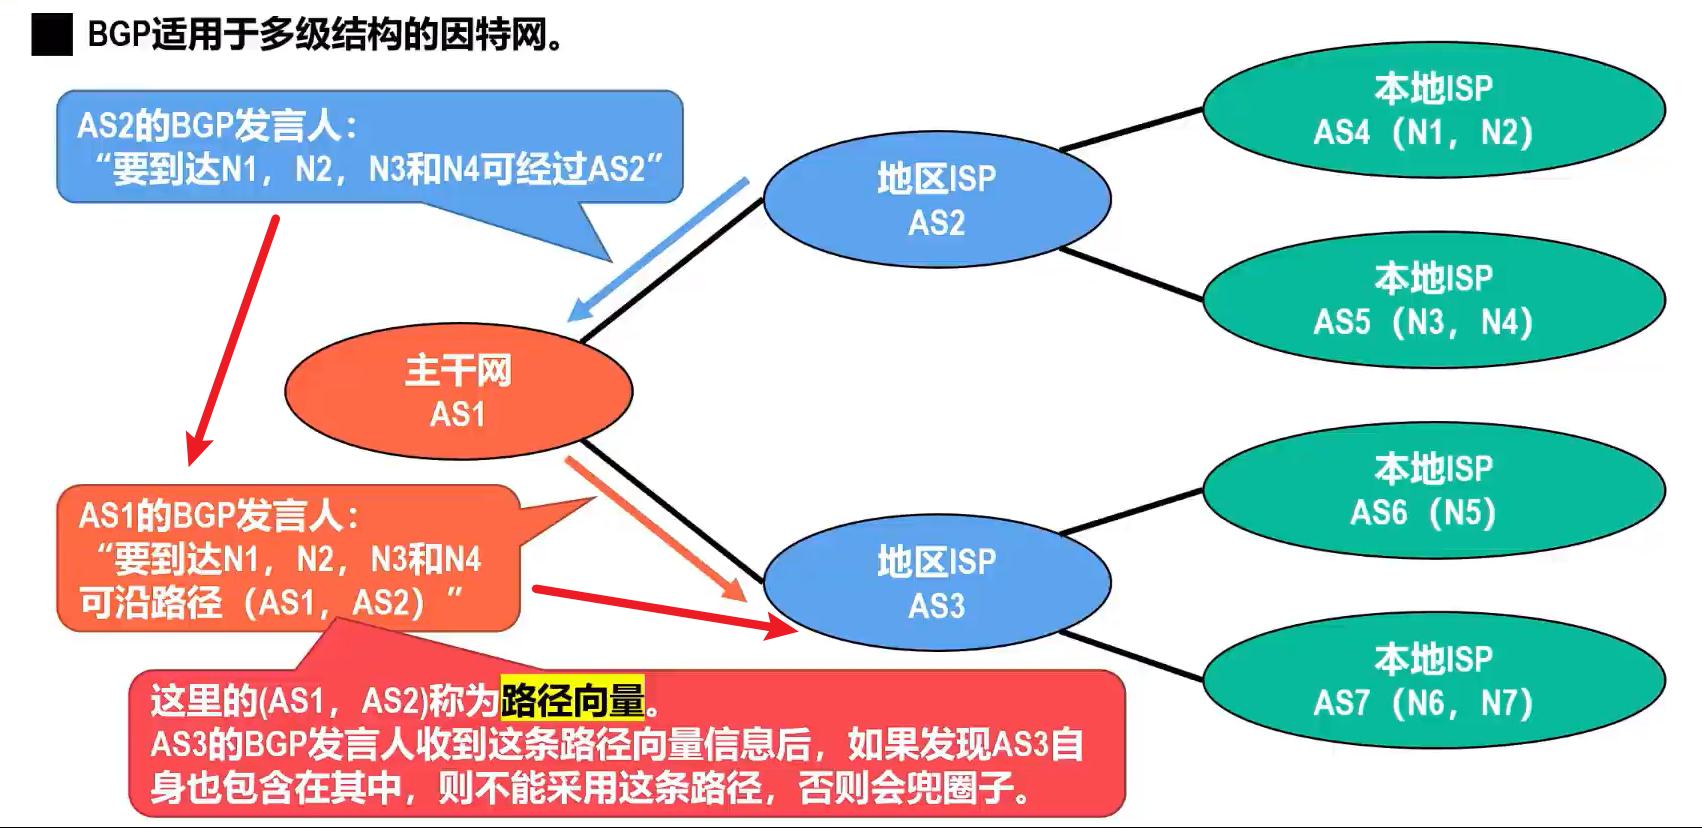 BGP适用于多级结构的因特网。
AS2的BGP发言人：
“要到达N1，N2，N3和N4可经过AS2”
地区ISP
AS2
本地ISP
AS4（N1，N2）
本地ISP
AS5（N3，N4）
主干网
AS1
AS1的BGP发言人：
“要到达N1，N2，N3和N4
可沿路径（AS1，AS2）”
地区ISP
AS3
本地ISP
AS6（N5）
本地ISP
AS7（N6，N7）
这里的(AS1，AS2)称为路径向量。
AS3的BGP发言人收到这条路径向量信息后，如果发现AS3自
身也包含在其中，则不能采用这条路径，否则会兜圈子。